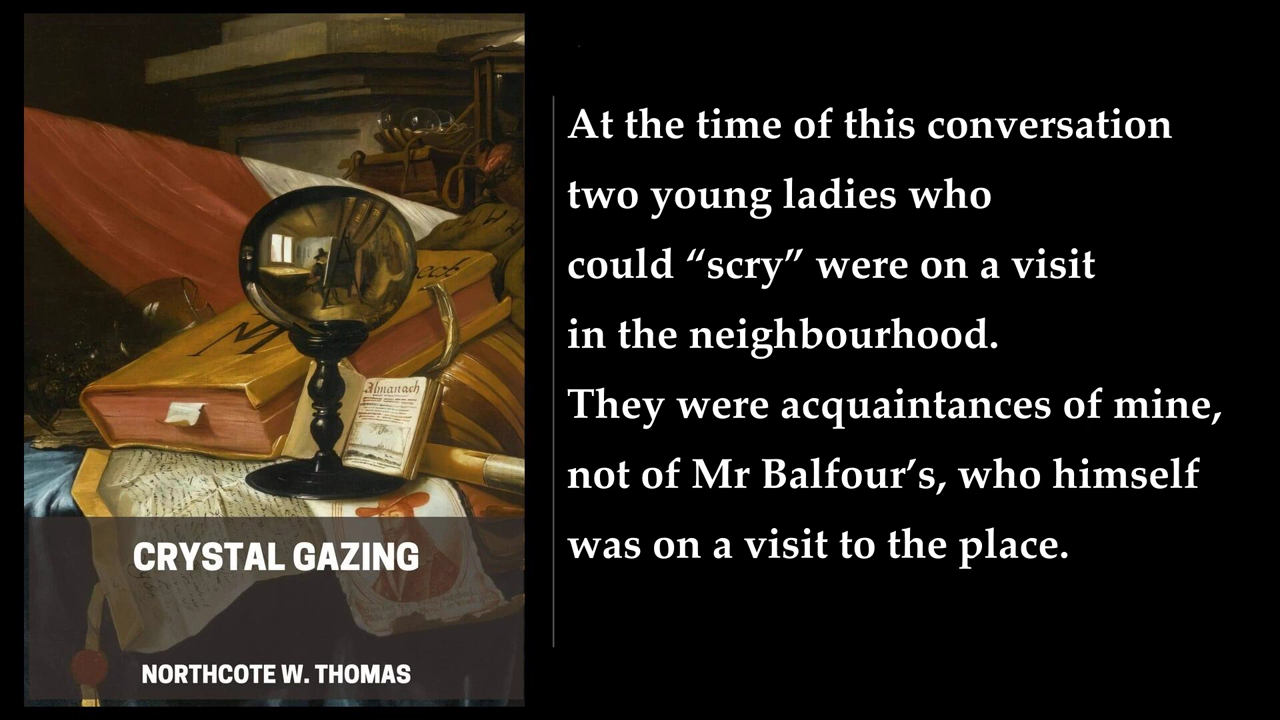 M
Almanach
CRYSTAL GAZING
NORTHCOTE W. THOMAS
At the time of this conversation
two young ladies who
could “scry” were on a visit
in the neighbourhood.
They were acquaintances of mine,
not of Mr Balfour’s, who himself
was on a visit to the place.